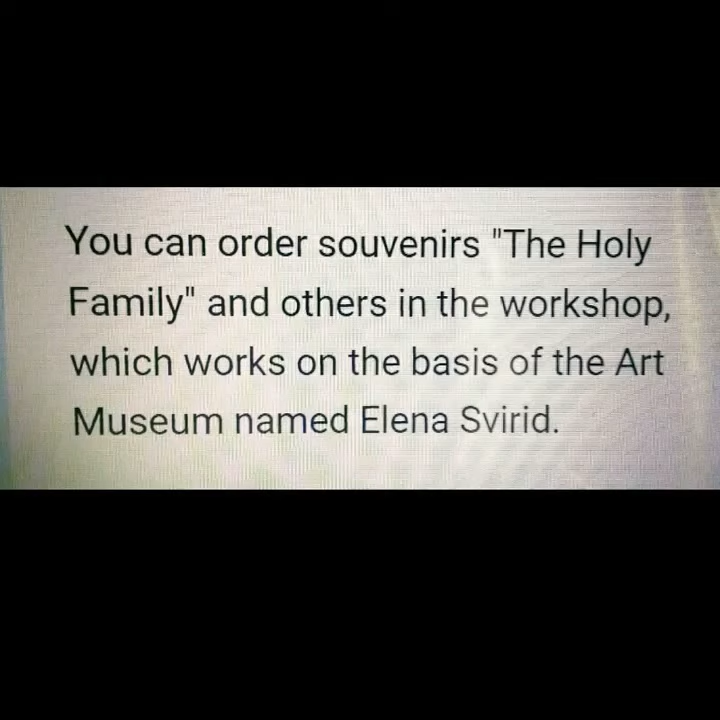 You can order souvenirs "The Holy
Family" and others in the workshop,
which works on the basis of the Art
Museum named Elena Svirid.